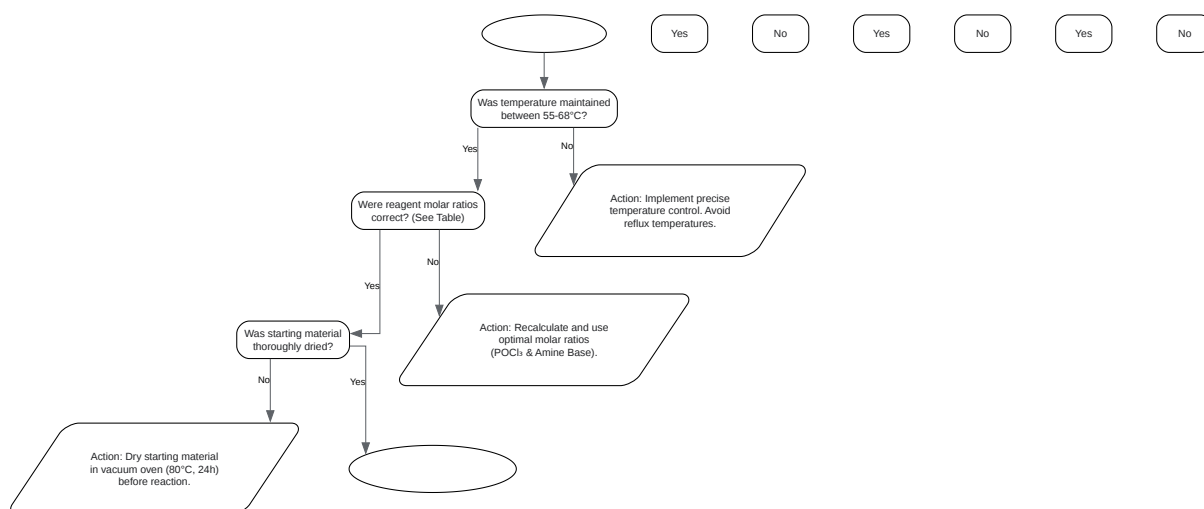 Yes
No
Yes
No
Yes
No
Was temperature maintained
between 55-68°C?
Yes
No
Were reagent molar ratios
correct? (See Table)
Action: Implement precise
temperature control. Avoid
reflux temperatures.
Yes
No
Was starting material
thoroughly dried?
Action: Recalculate and use
optimal molar ratios
(POCl₃ & Amine Base).
No
Yes
Action: Dry starting material
in vacuum oven (80°C, 24h)
before reaction.